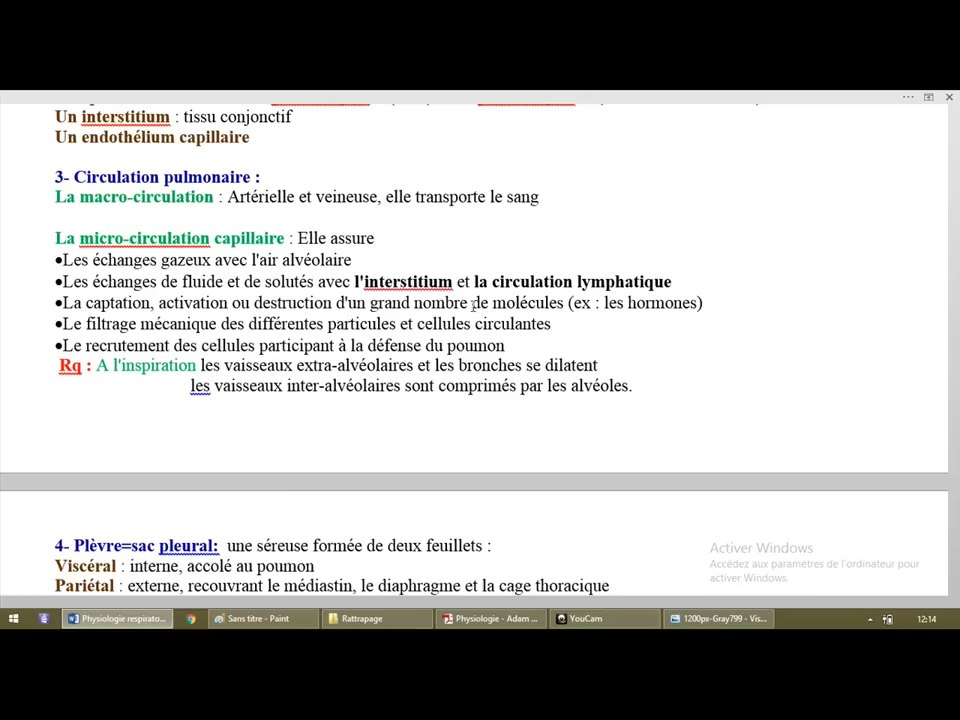 Un interstitium : tissu conjonctif
Un endothélium capillaire
3- Circulation pulmonaire :
La macro-circulation : Artérielle et veineuse, elle transporte le sang
La micro-circulation capillaire : Elle assure
•Les échanges gazeux avec l'air alvéolaire
•Les échanges de fluide et de solutés avec l'interstitium et la circulation lymphatique
•La captation, activation ou destruction d'un grand nombre de molécules (ex : les hormones)
•Le filtrage mécanique des différentes particules et cellules circulantes
•Le recrutement des cellules participant à la défense du poumon
Rq : A l'inspiration les vaisseaux extra-alvéolaires et les bronches se dilatent
les vaisseaux inter-alvéolaires sont comprimés par les alvéoles.
4- Plèvre=sac pleural: une séreuse formée de deux feuillets :
Viscéral : interne, accolé au poumon
Pariétal : externe, recouvrant le médiastin, le diaphragme et la cage thoracique
Activer Windows
Accédez aux paramètres de l'ordinateur pour
activer Windows.
Physiologie respirato... Sans titre - Paint Rattrapage Physiologie - Adam ... YouCam 1200px-Gray799 - Vis... 12:14